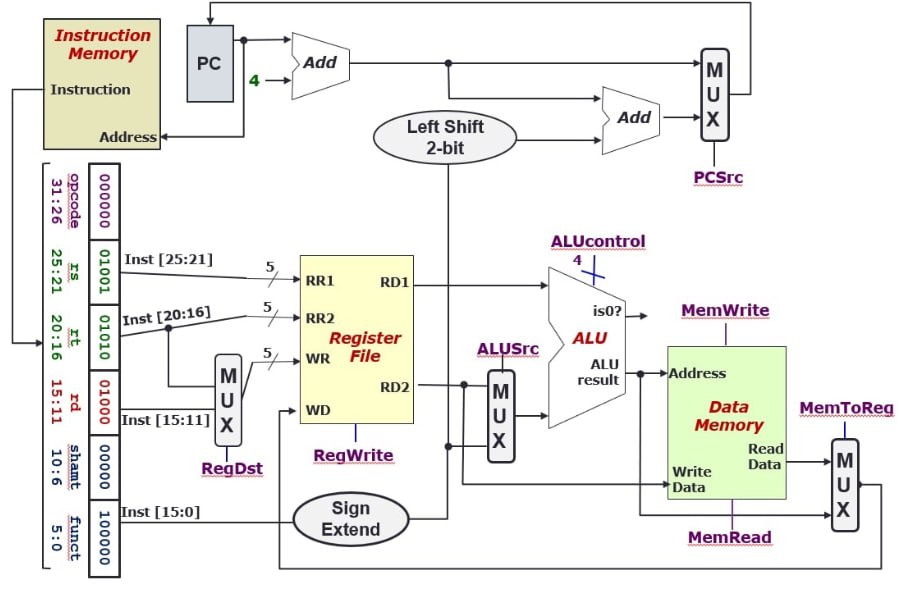 Instruction
Memory
Instruction
Address
PC
4
Add
Add
M
U
X
PCSrc
Left Shift
2-bit
opcode
31:26
000000
rs
25:21
01001
rt
20:16
01010
rd
15:11
01000
shamt
10:6
00000
funct
5:0
100000
Inst [25:21]
5
Inst [20:16]
5
5
Inst [15:11]
M
U
X
RegDst
Inst [15:0]
RR1
RR2
WR
WD
RD1
RD2
Register
File
RegWrite
Sign
Extend
ALUSrc
M
U
X
ALUcontrol
4
is0?
ALU
ALU
result
MemWrite
Address
Data
Memory
Read
Data
Write
Data
MemRead
MemToReg
M
U
X